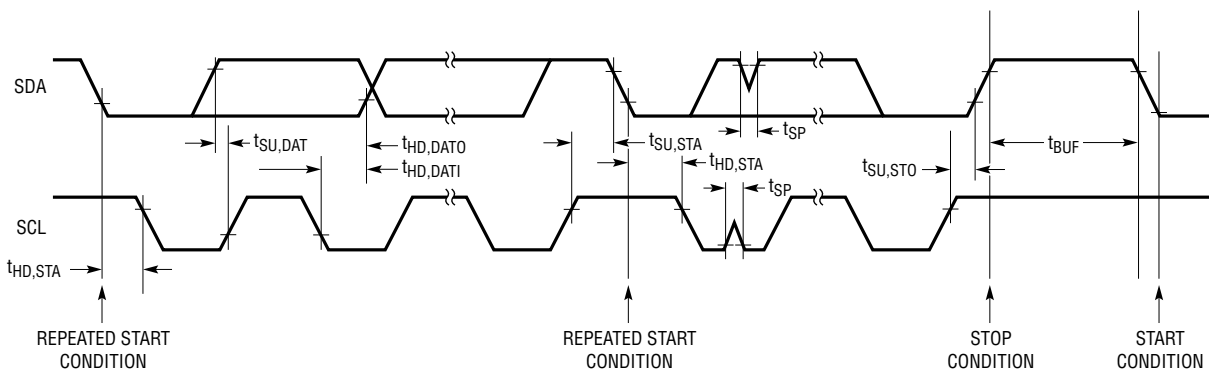 SDA
tSU,DAT
tHD,DATO
tHD,DATI
tSU,STA
tHD,STA
tSP
tSP
tBUF
tSU,STO
SCL
tHD,STA
REPEATED START
CONDITION
REPEATED START
CONDITION
STOP
CONDITION
START
CONDITION